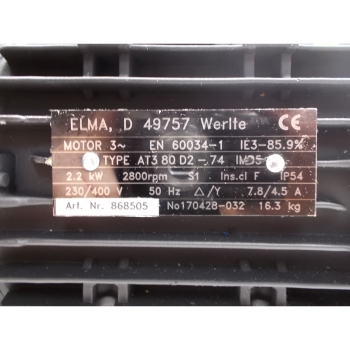 ELMA, D 49757 Werlte CE
MOTOR 3~ EN 60034-1 IE3-85.9%
TYPE AT3 80 D2-.74
2.2 kW 2800rpm S1 Ins.cl F IP54
230/400 V 50 Hz △/Y 7.8/4.5 A
Art. Nr. 868505 No170428-032 16.3 kg